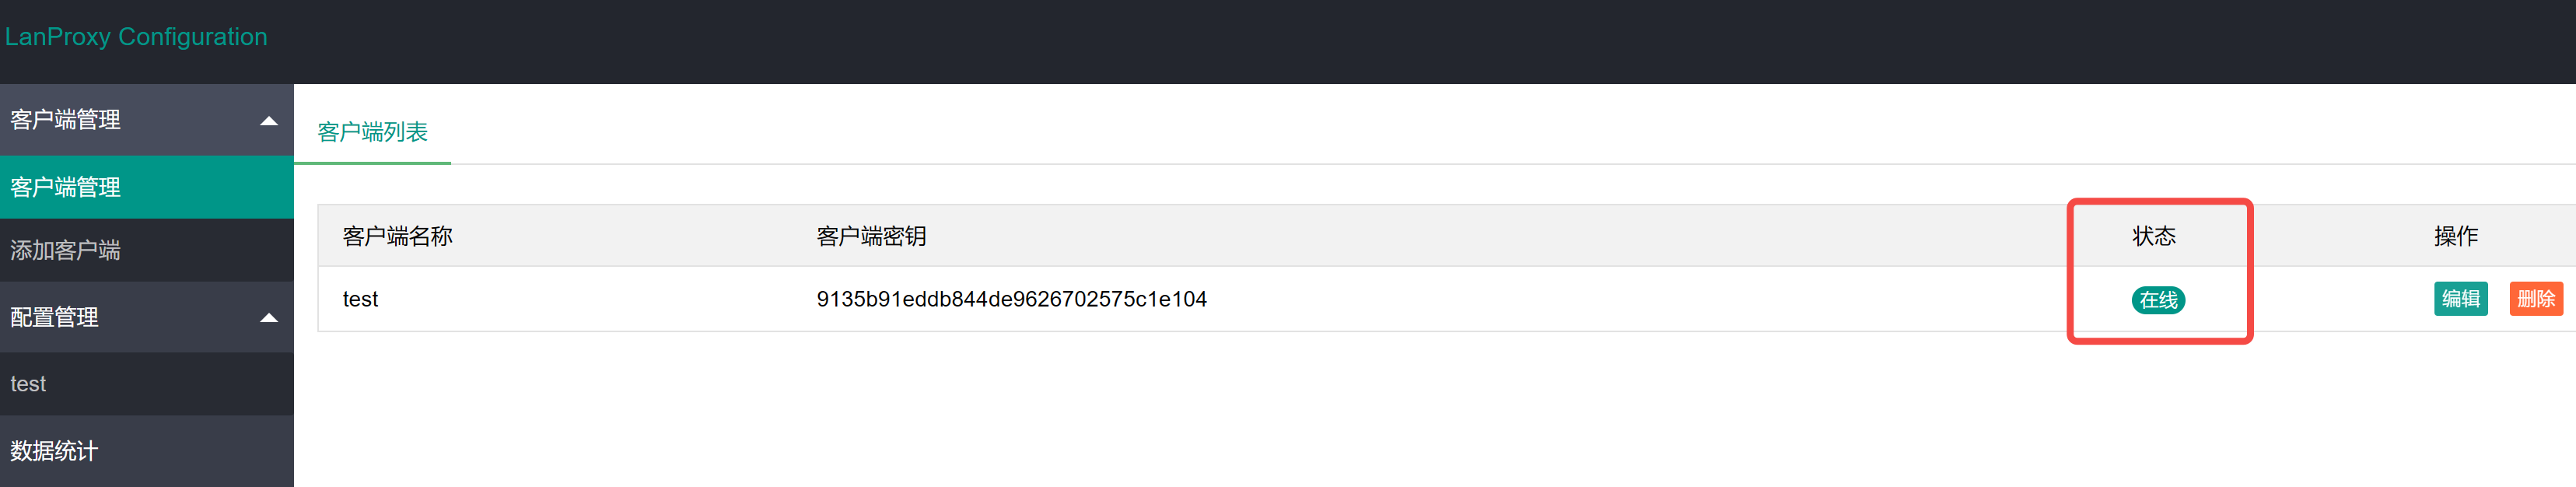 LanProxy Configuration
客户端管理
客户端管理
添加客户端
配置管理
test
数据统计
客户端列表
客户端名称 客户端密钥 状态 操作
test 9135b91eddb844de9626702575c1e104 在线 编辑 删除